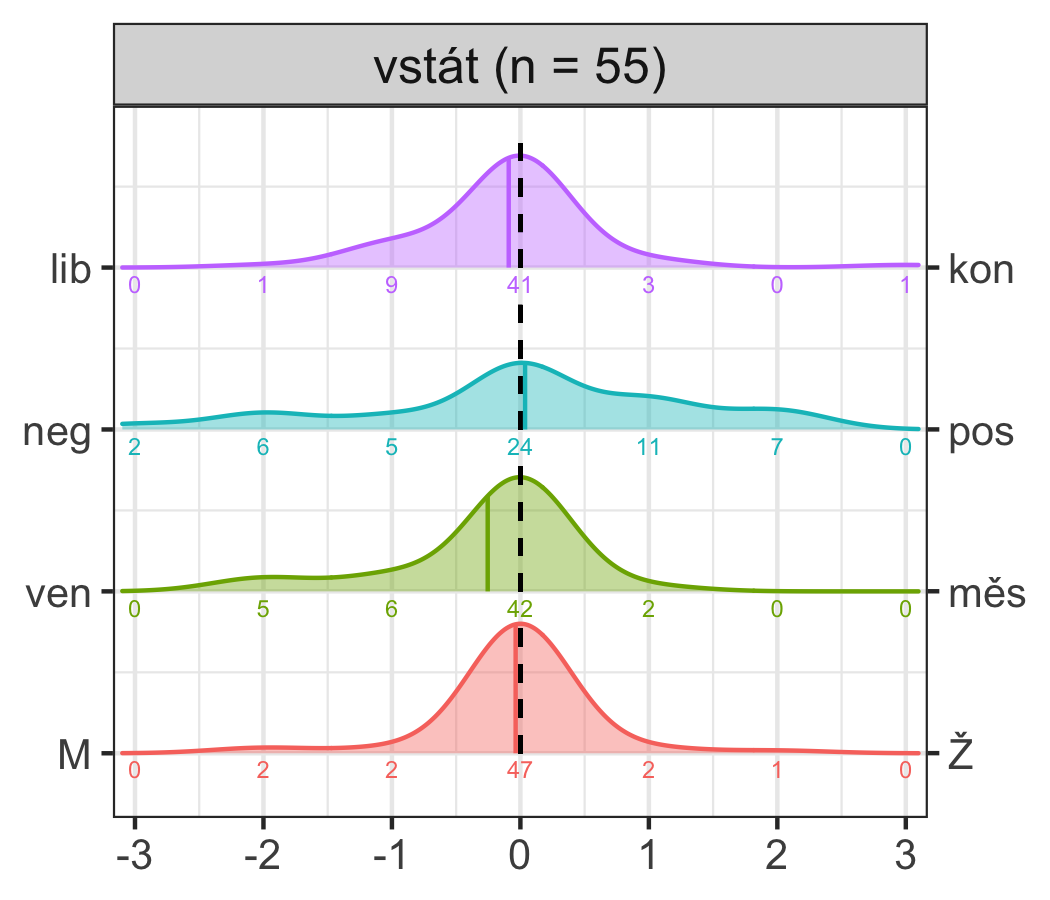 vstát (n = 55)
lib kon
0 1 9 41 3 0 1
neg pos
2 6 5 24 11 7 0
ven měs
0 5 6 42 2 0 0
M Ž
0 2 2 47 2 1 0
-3 -2 -1 0 1 2 3